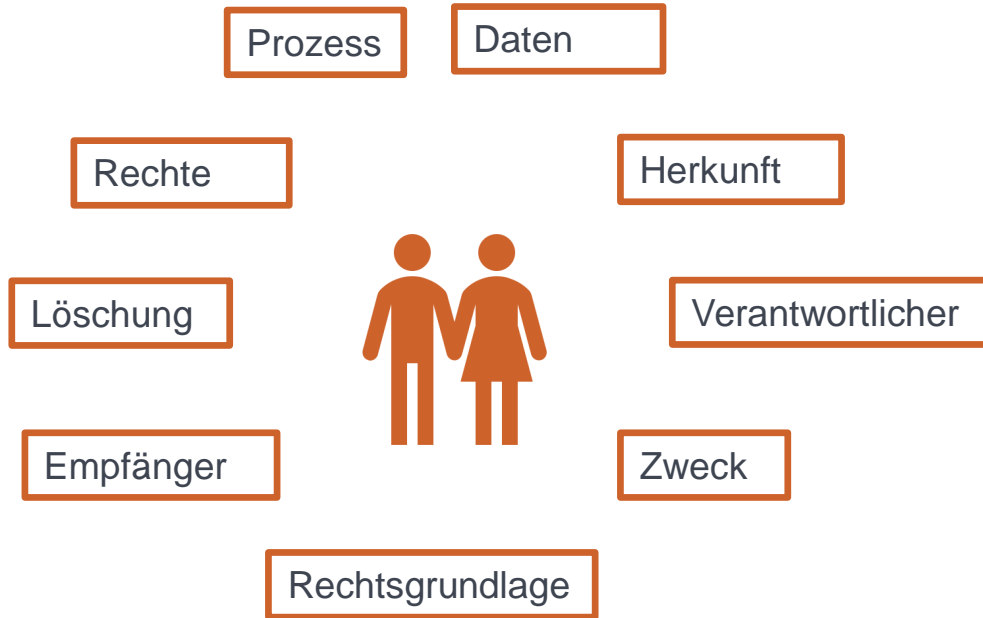 Prozess
Daten
Rechte
Herkunft
Löschung
Verantwortlicher
Empfänger
Zweck
Rechtsgrundlage